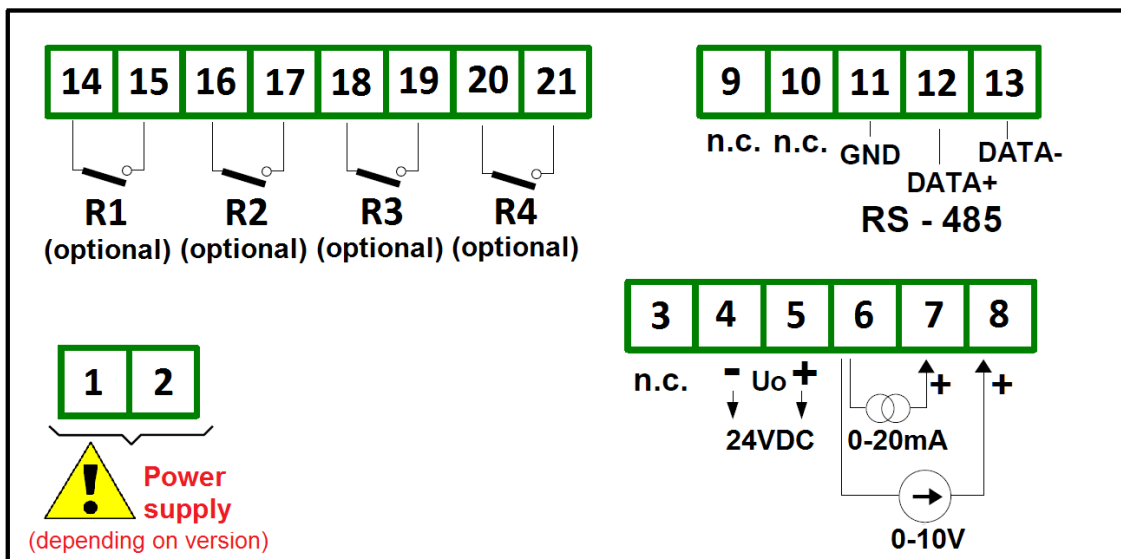 14 15 16 17 18 19 20 21
R1 R2 R3 R4
(optional) (optional) (optional) (optional)
9 10 11 12 13
n.c. n.c. GND DATA+ DATA-
RS - 485
1 2
Power
supply
(depending on version)
3 4 5 6 7 8
n.c. - Uo + + +
24VDC 0-20mA
0-10V